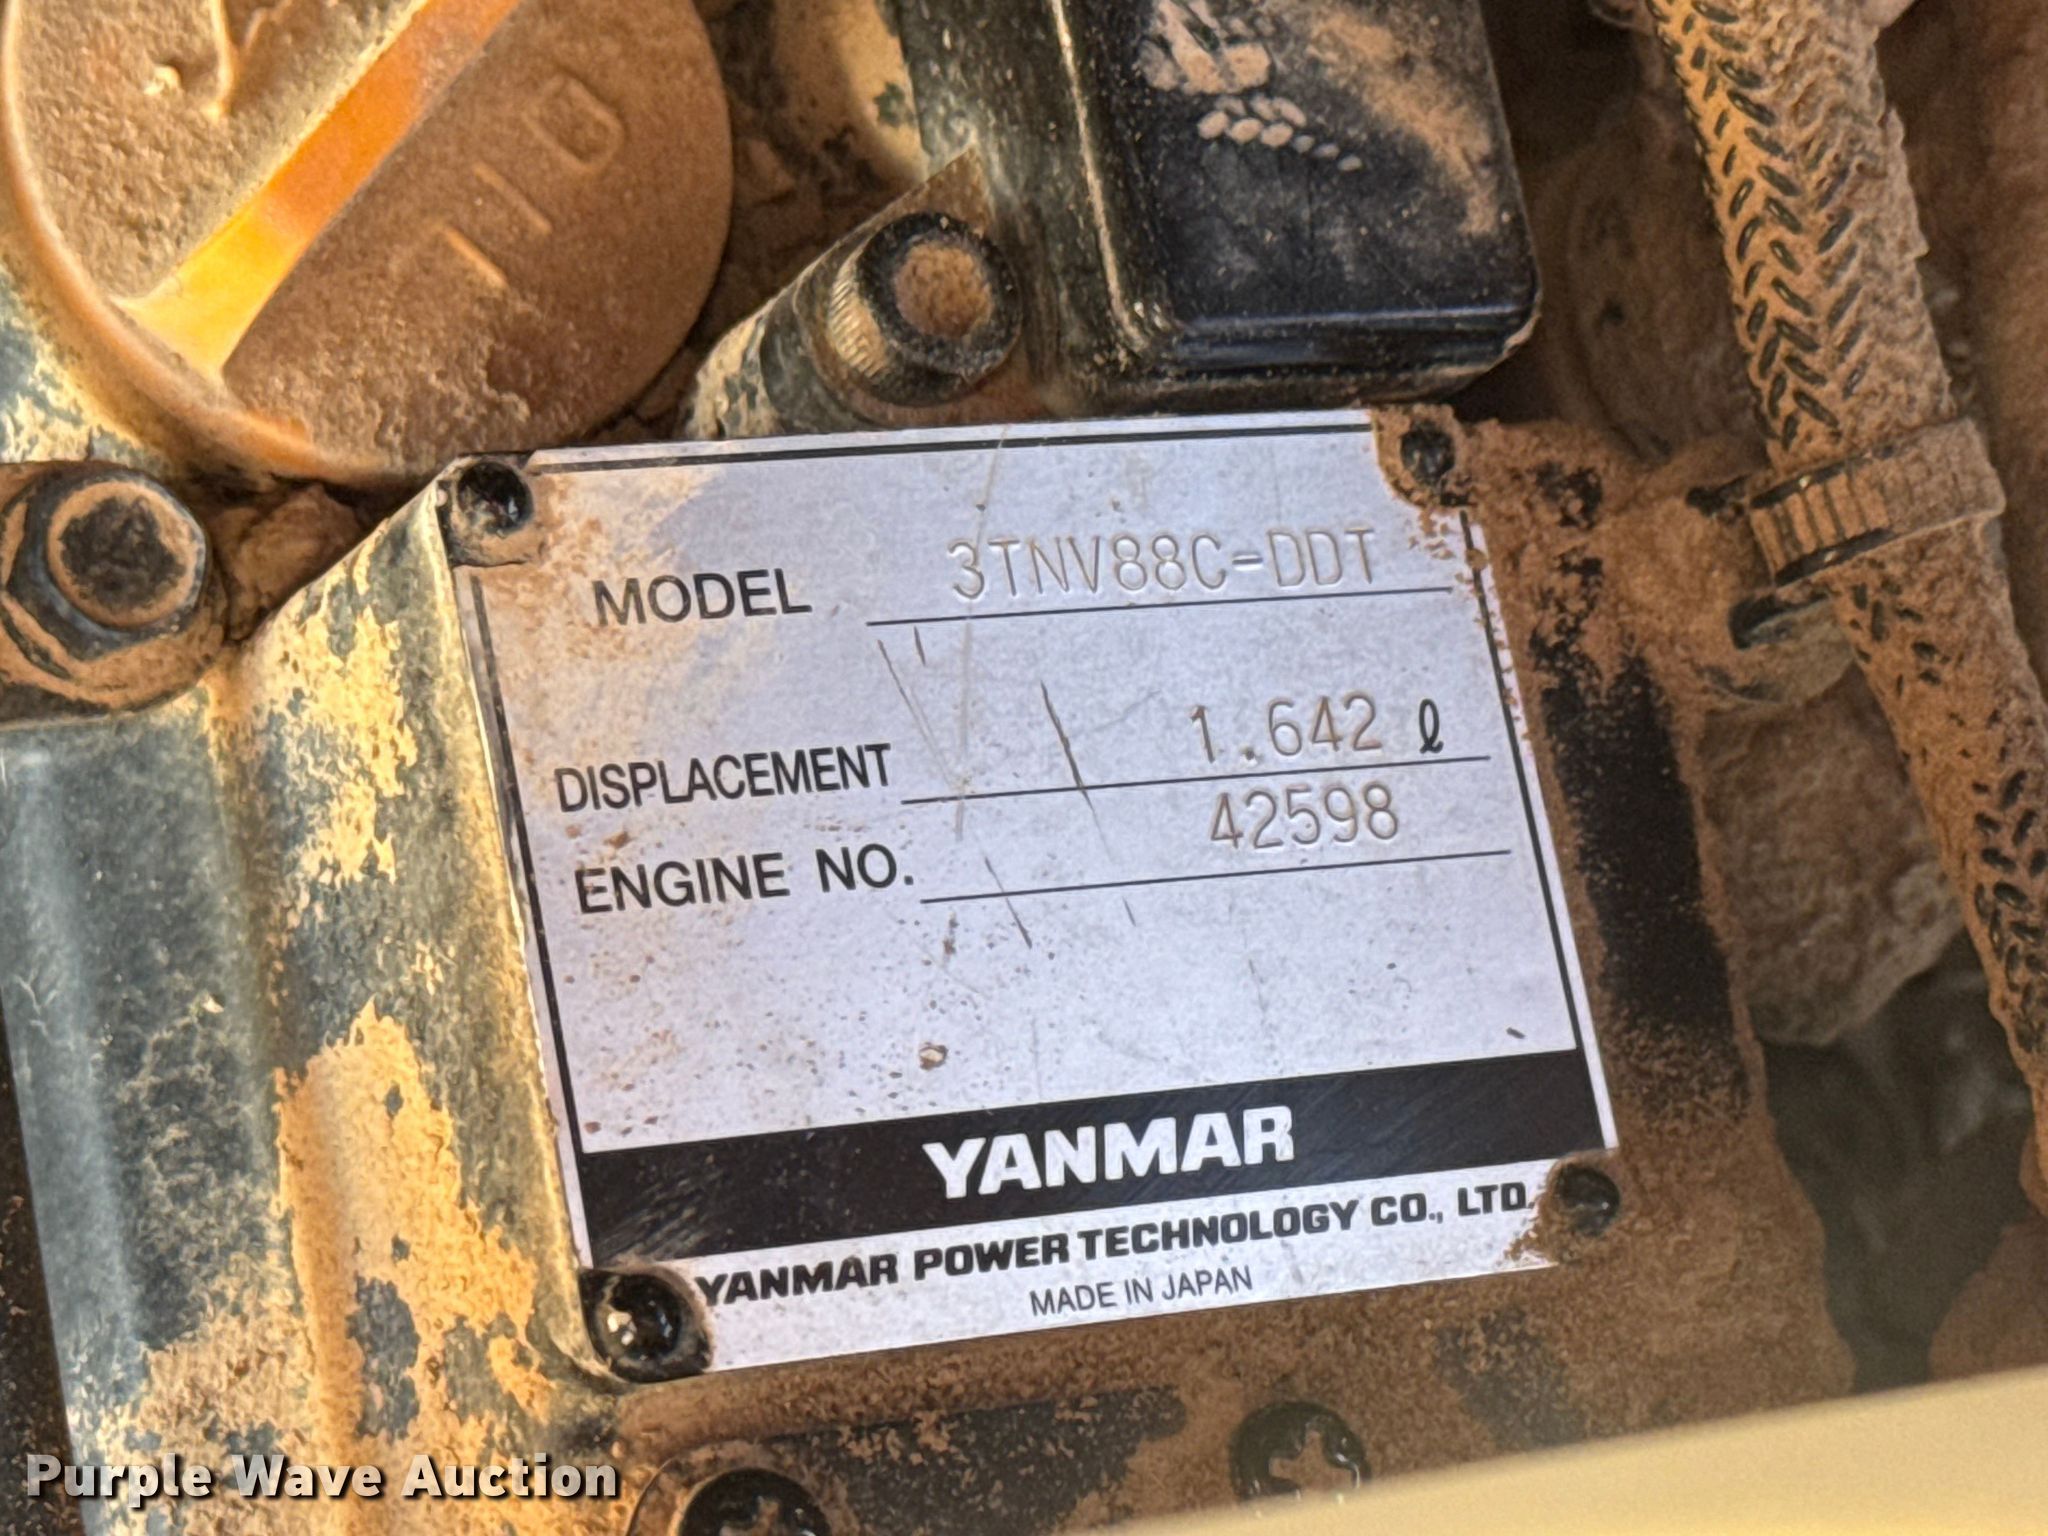 710
MODEL 3TNV88C-DDT
DISPLACEMENT 1.642 ℓ
ENGINE NO. 42598
YANMAR
YANMAR POWER TECHNOLOGY CO., LTD.
MADE IN JAPAN
Purple Wave Auction